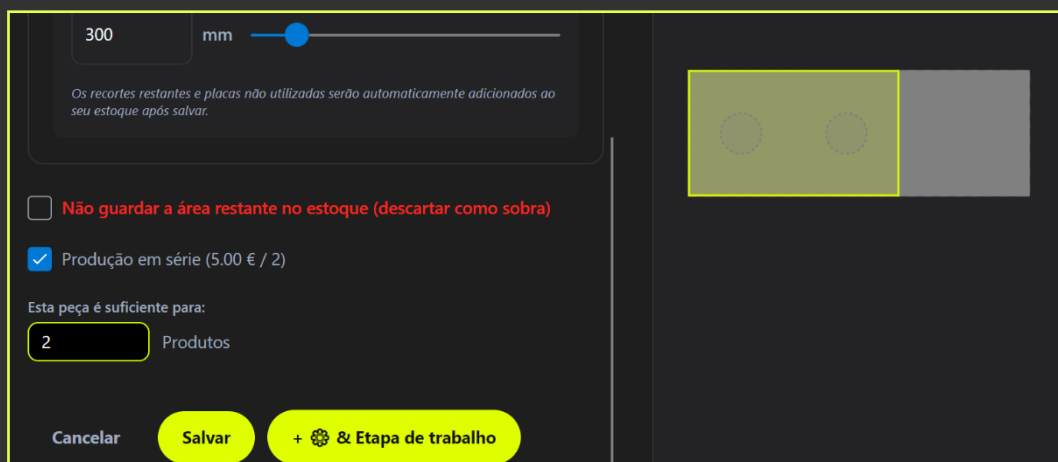 300 mm
Os recortes restantes e placas não utilizadas serão automaticamente adicionados ao
seu estoque após salvar.
Não guardar a área restante no estoque (descartar como sobra)
Produção em série (5.00 € / 2)
Esta peça é suficiente para:
2 Produtos
Cancelar Salvar + & Etapa de trabalho